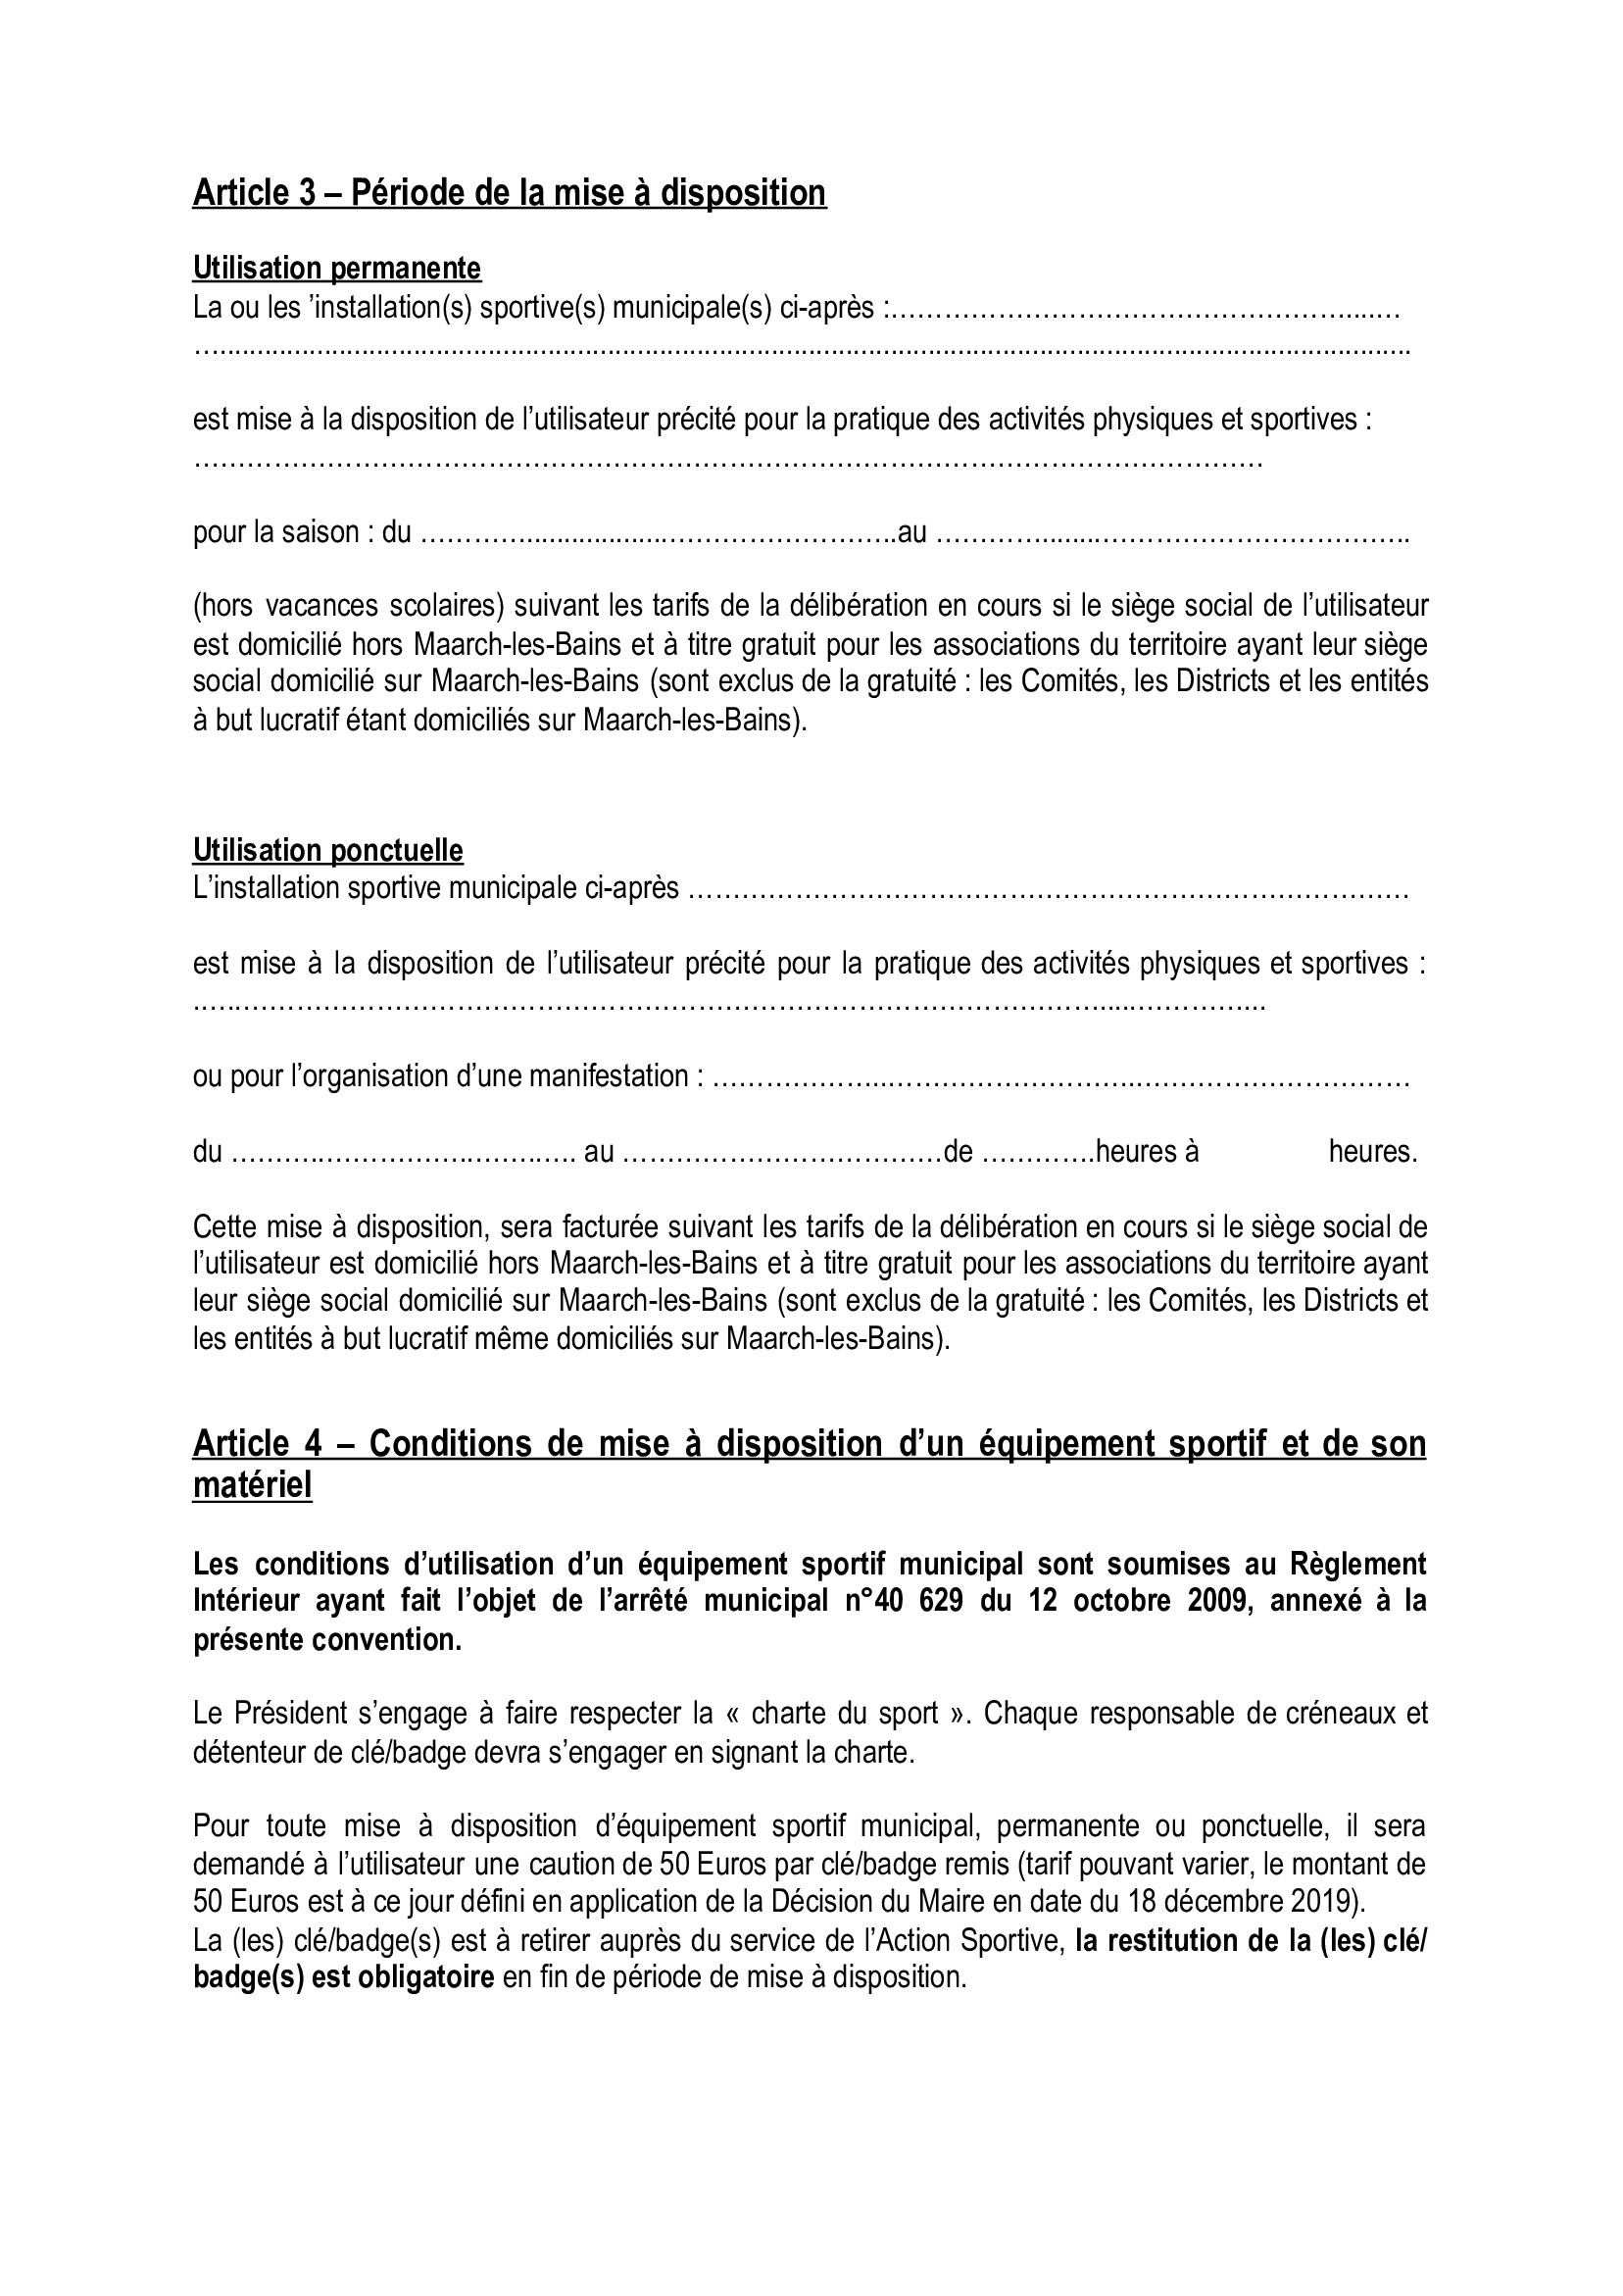 Article 3 – Période de la mise à disposition
Utilisation permanente
La ou les ’installation(s) sportive(s) municipale(s) ci-après :……………………………………………....…
…...............................................................................................................................................................
est mise à la disposition de l’utilisateur précité pour la pratique des activités physiques et sportives :
…………………………………………………………………………………………………………
pour la saison : du …………...................……………………..au …………........……………………………..
(hors vacances scolaires) suivant les tarifs de la délibération en cours si le siège social de l’utilisateur
est domicilié hors Maarch-les-Bains et à titre gratuit pour les associations du territoire ayant leur siège
social domicilié sur Maarch-les-Bains (sont exclus de la gratuité : les Comités, les Districts et les entités
à but lucratif étant domiciliés sur Maarch-les-Bains).
Utilisation ponctuelle
L’installation sportive municipale ci-après ………………………………………………………………………
est mise à la disposition de l’utilisateur précité pour la pratique des activités physiques et sportives :
…..……………………………………………………………………………………......…………...
ou pour l’organisation d’une manifestation : ………………..………………………..…………………………
du ………..…………….…….….. au ………………………………de ………….heures à heures.
Cette mise à disposition, sera facturée suivant les tarifs de la délibération en cours si le siège social de
l’utilisateur est domicilié hors Maarch-les-Bains et à titre gratuit pour les associations du territoire ayant
leur siège social domicilié sur Maarch-les-Bains (sont exclus de la gratuité : les Comités, les Districts et
les entités à but lucratif même domiciliés sur Maarch-les-Bains).
Article 4 – Conditions de mise à disposition d’un équipement sportif et de son
matériel
Les conditions d’utilisation d’un équipement sportif municipal sont soumises au Règlement
Intérieur ayant fait l’objet de l’arrêté municipal n°40 629 du 12 octobre 2009, annexé à la
présente convention.
Le Président s’engage à faire respecter la « charte du sport ». Chaque responsable de créneaux et
détenteur de clé/badge devra s’engager en signant la charte.
Pour toute mise à disposition d’équipement sportif municipal, permanente ou ponctuelle, il sera
demandé à l’utilisateur une caution de 50 Euros par clé/badge remis (tarif pouvant varier, le montant de
50 Euros est à ce jour défini en application de la Décision du Maire en date du 18 décembre 2019).
La (les) clé/badge(s) est à retirer auprès du service de l’Action Sportive, la restitution de la (les) clé/
badge(s) est obligatoire en fin de période de mise à disposition.